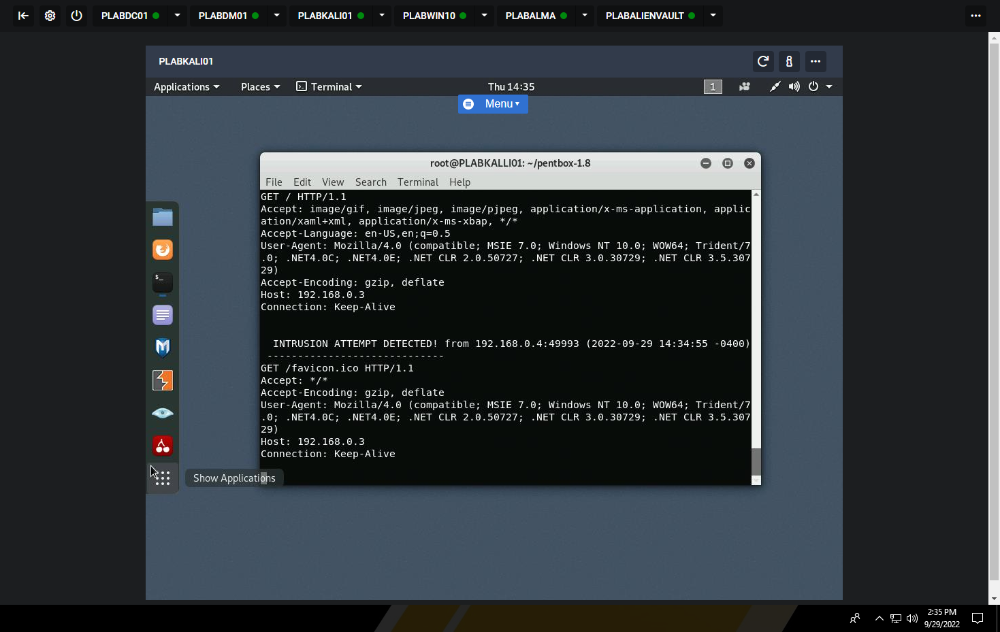 PLABDC01 PLABDM01 PLABKALI01 PLABWIN10 PLABALMA PLABALIENVAULT
PLABKALI01
Applications Places Terminal Thu 14:35 1
Menu
root@PLABKALLI01: ~/pentbox-1.8
File Edit View Search Terminal Help
GET / HTTP/1.1
Accept: image/gif, image/jpeg, image/pjpeg, application/x-ms-application, applic
ation/xaml+xml, application/x-ms-xbap, */*
Accept-Language: en-US,en;q=0.5
User-Agent: Mozilla/4.0 (compatible; MSIE 7.0; Windows NT 10.0; WOW64; Trident/7
.0; .NET4.0C; .NET4.0E; .NET CLR 2.0.50727; .NET CLR 3.0.30729; .NET CLR 3.5.307
29)
Accept-Encoding: gzip, deflate
Host: 192.168.0.3
Connection: Keep-Alive
INTRUSION ATTEMPT DETECTED! from 192.168.0.4:49993 (2022-09-29 14:34:55 -0400)
-----------------------------
GET /favicon.ico HTTP/1.1
Accept: */*
Accept-Encoding: gzip, deflate
User-Agent: Mozilla/4.0 (compatible; MSIE 7.0; Windows NT 10.0; WOW64; Trident/7
.0; .NET4.0C; .NET4.0E; .NET CLR 2.0.50727; .NET CLR 3.0.30729; .NET CLR 3.5.307
29)
Host: 192.168.0.3
Connection: Keep-Alive
Show Applications
2:35 PM
9/29/2022